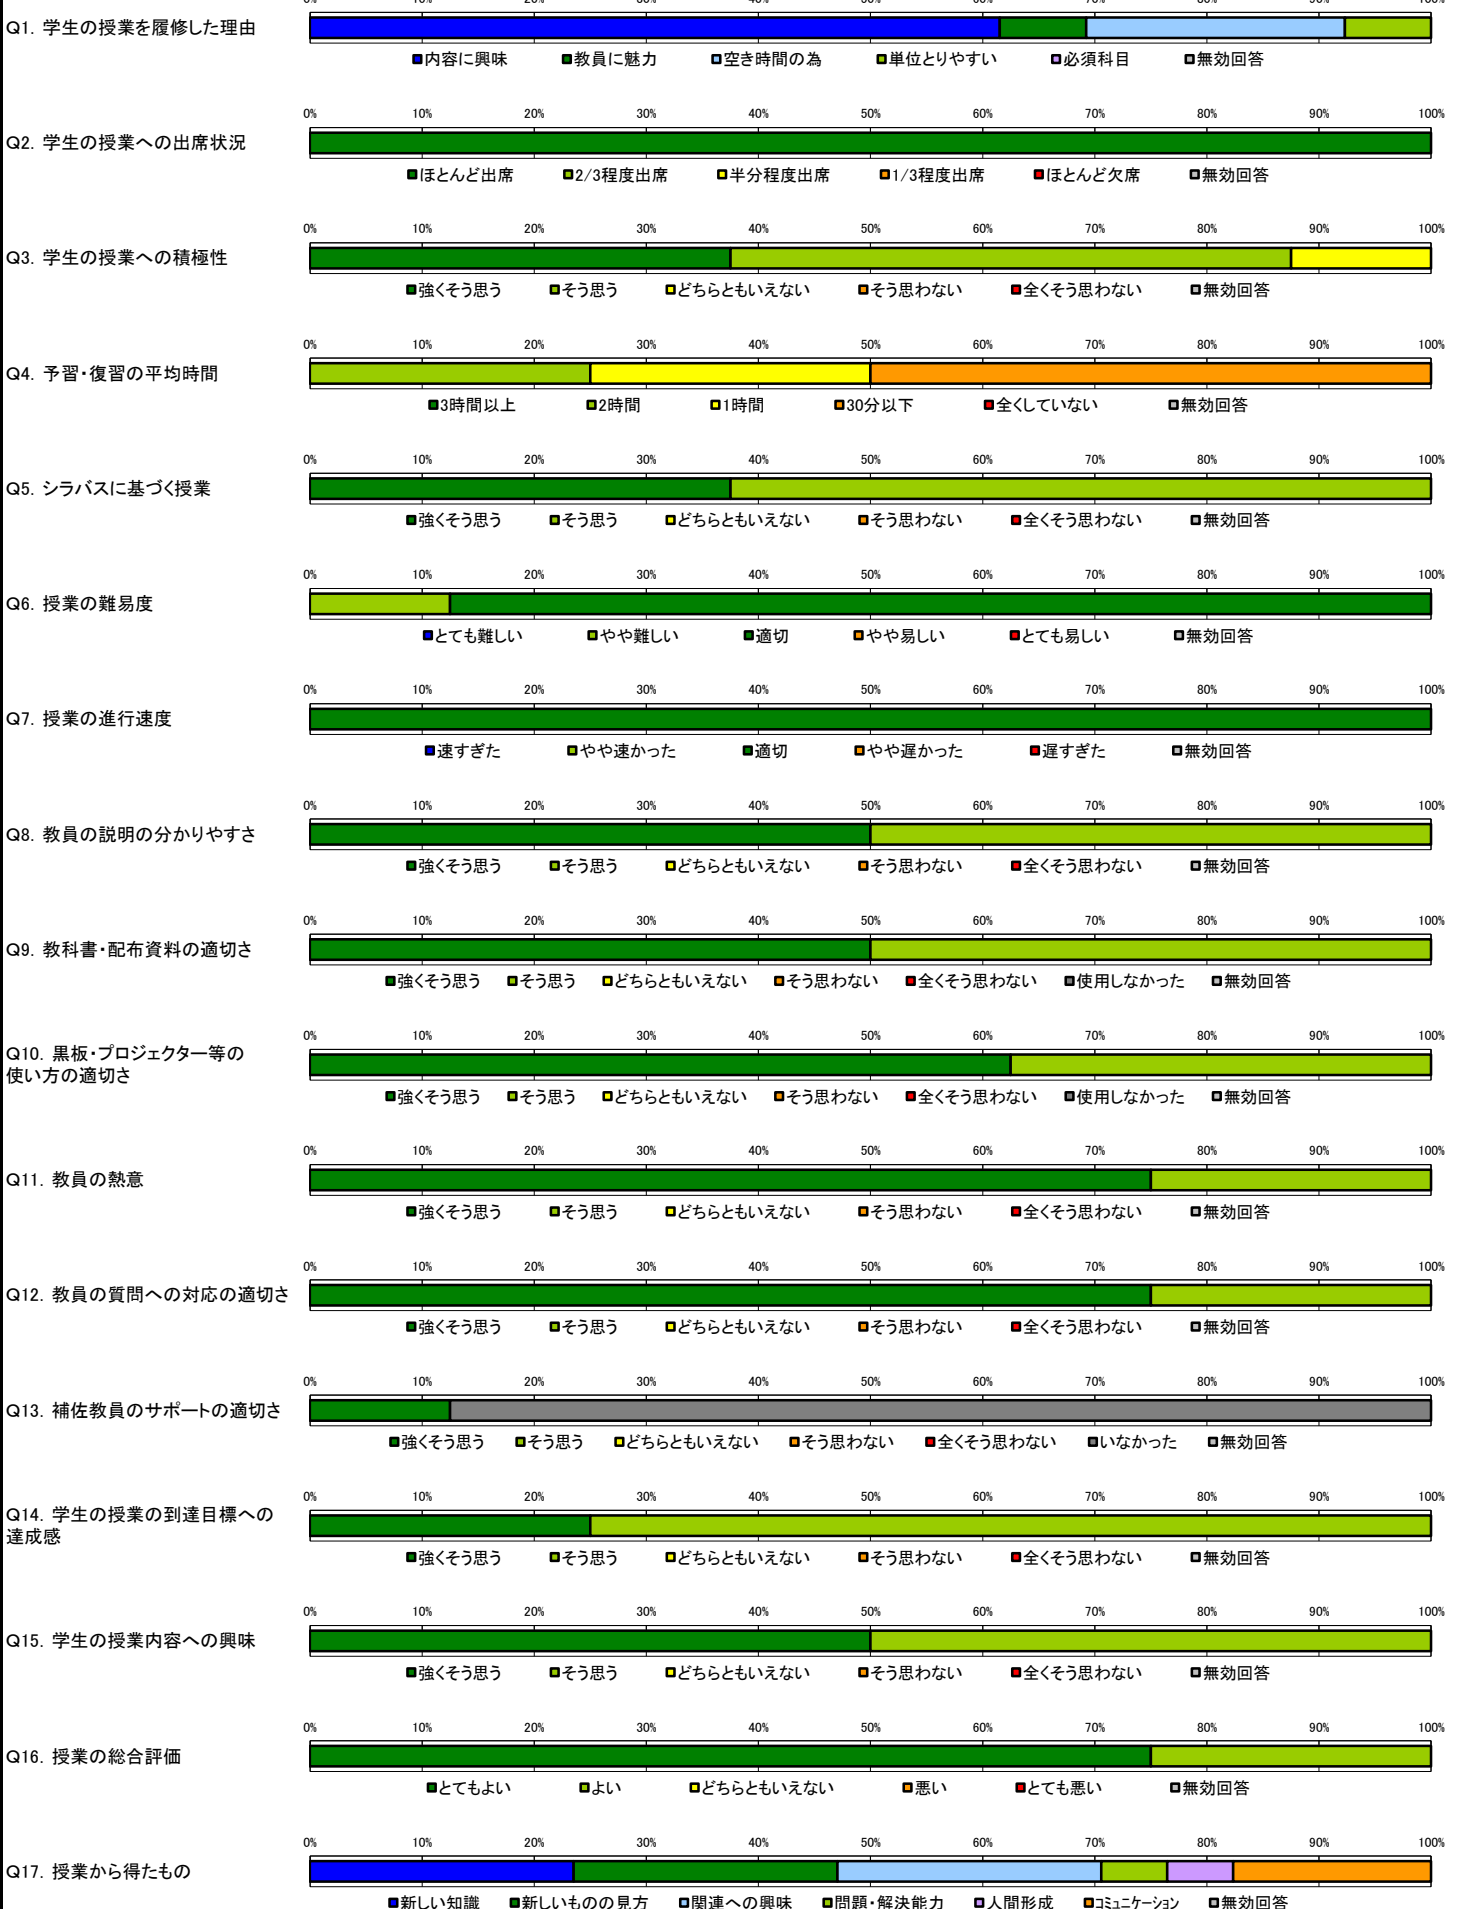 0% 10% 20% 30% 40% 50% 60% 70% 80% 90% 100%
Q1. 学生の授業を履修した理由
内容に興味 教員に魅力 空き時間の為 単位とりやすい 必須科目 無効回答
0% 10% 20% 30% 40% 50% 60% 70% 80% 90% 100%
Q2. 学生の授業への出席状況
ほとんど出席 2/3程度出席 半分程度出席 1/3程度出席 ほとんど欠席 無効回答
0% 10% 20% 30% 40% 50% 60% 70% 80% 90% 100%
Q3. 学生の授業への積極性
強くそう思う そう思う どちらともいえない そう思わない 全くそう思わない 無効回答
0% 10% 20% 30% 40% 50% 60% 70% 80% 90% 100%
Q4. 予習・復習の平均時間
3時間以上 2時間 1時間 30分以下 全くしていない 無効回答
0% 10% 20% 30% 40% 50% 60% 70% 80% 90% 100%
Q5. シラバスに基づく授業
強くそう思う そう思う どちらともいえない そう思わない 全くそう思わない 無効回答
0% 10% 20% 30% 40% 50% 60% 70% 80% 90% 100%
Q6. 授業の難易度
とても難しい やや難しい 適切 やや易しい とても易しい 無効回答
0% 10% 20% 30% 40% 50% 60% 70% 80% 90% 100%
Q7. 授業の進行速度
速すぎた やや速かった 適切 やや遅かった 遅すぎた 無効回答
0% 10% 20% 30% 40% 50% 60% 70% 80% 90% 100%
Q8. 教員の説明の分かりやすさ
強くそう思う そう思う どちらともいえない そう思わない 全くそう思わない 無効回答
0% 10% 20% 30% 40% 50% 60% 70% 80% 90% 100%
Q9. 教科書・配布資料の適切さ
強くそう思う そう思う どちらともいえない そう思わない 全くそう思わない 使用しなかった 無効回答
0% 10% 20% 30% 40% 50% 60% 70% 80% 90% 100%
Q10. 黒板・プロジェクター等の
使い方の適切さ
強くそう思う そう思う どちらともいえない そう思わない 全くそう思わない 使用しなかった 無効回答
0% 10% 20% 30% 40% 50% 60% 70% 80% 90% 100%
Q11. 教員の熱意
強くそう思う そう思う どちらともいえない そう思わない 全くそう思わない 無効回答
0% 10% 20% 30% 40% 50% 60% 70% 80% 90% 100%
Q12. 教員の質問への対応の適切さ
強くそう思う そう思う どちらともいえない そう思わない 全くそう思わない 無効回答
0% 10% 20% 30% 40% 50% 60% 70% 80% 90% 100%
Q13. 補佐教員のサポートの適切さ
強くそう思う そう思う どちらともいえない そう思わない 全くそう思わない いなかった 無効回答
0% 10% 20% 30% 40% 50% 60% 70% 80% 90% 100%
Q14. 学生の授業の到達目標への
達成感
強くそう思う そう思う どちらともいえない そう思わない 全くそう思わない 無効回答
0% 10% 20% 30% 40% 50% 60% 70% 80% 90% 100%
Q15. 学生の授業内容への興味
強くそう思う そう思う どちらともいえない そう思わない 全くそう思わない 無効回答
0% 10% 20% 30% 40% 50% 60% 70% 80% 90% 100%
Q16. 授業の総合評価
とてもよい よい どちらともいえない 悪い とても悪い 無効回答
0% 10% 20% 30% 40% 50% 60% 70% 80% 90% 100%
Q17. 授業から得たもの
新しい知識 新しいものの見方 関連への興味 問題・解決能力 人間形成 コミュニケーション 無効回答